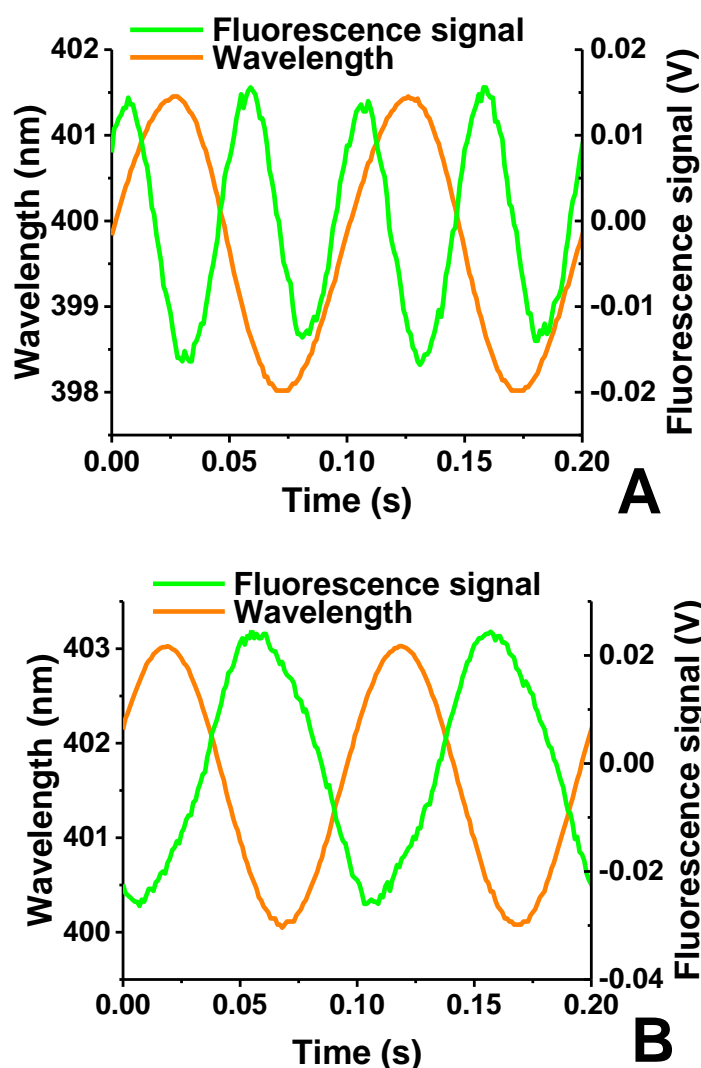 Fluorescence signal
Wavelength
402
401
400
399
398
Wavelength (nm)
0.02
0.01
0.00
-0.01
-0.02
Fluorescence signal (V)
0.00 0.05 0.10 0.15 0.20
Time (s)
A
Fluorescence signal
Wavelength
403
402
401
400
Wavelength (nm)
0.02
0.00
-0.02
-0.04
Fluorescence signal (V)
0.00 0.05 0.10 0.15 0.20
Time (s)
B